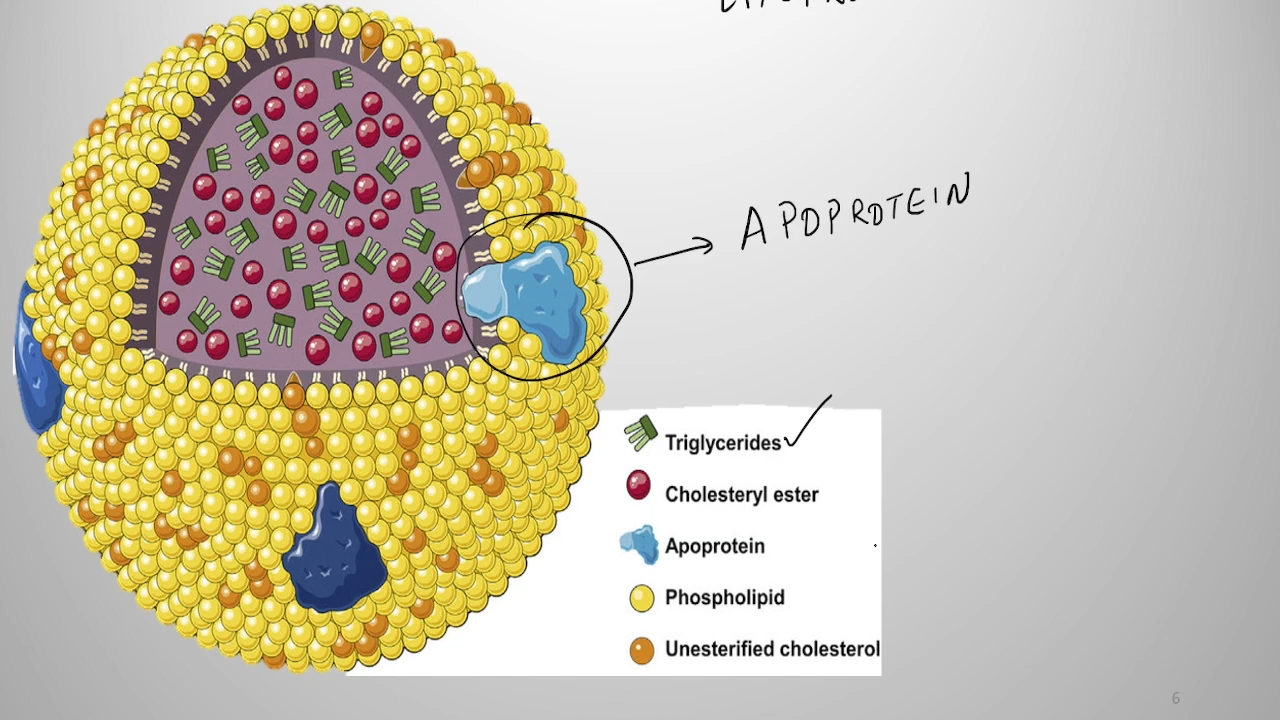 APOPROTEIN
Triglycerides
Cholesteryl ester
Apoprotein
Phospholipid
Unesterified cholesterol
6